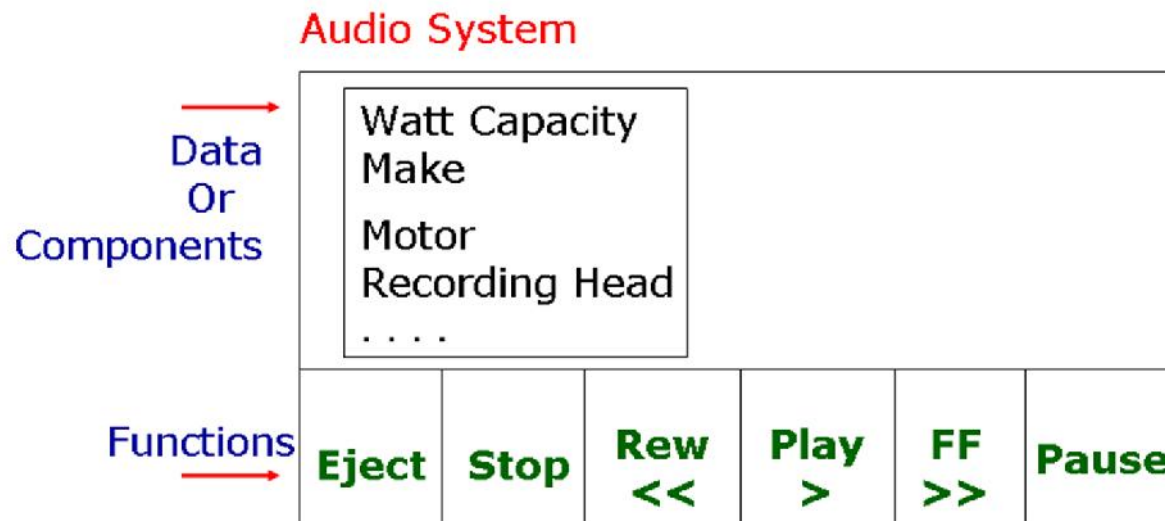 Audio System
Data
Or
Components
Watt Capacity
Make
Motor
Recording Head
. . . .
Functions
Eject
Stop
Rew
<<
Play
>
FF
>>
Pause